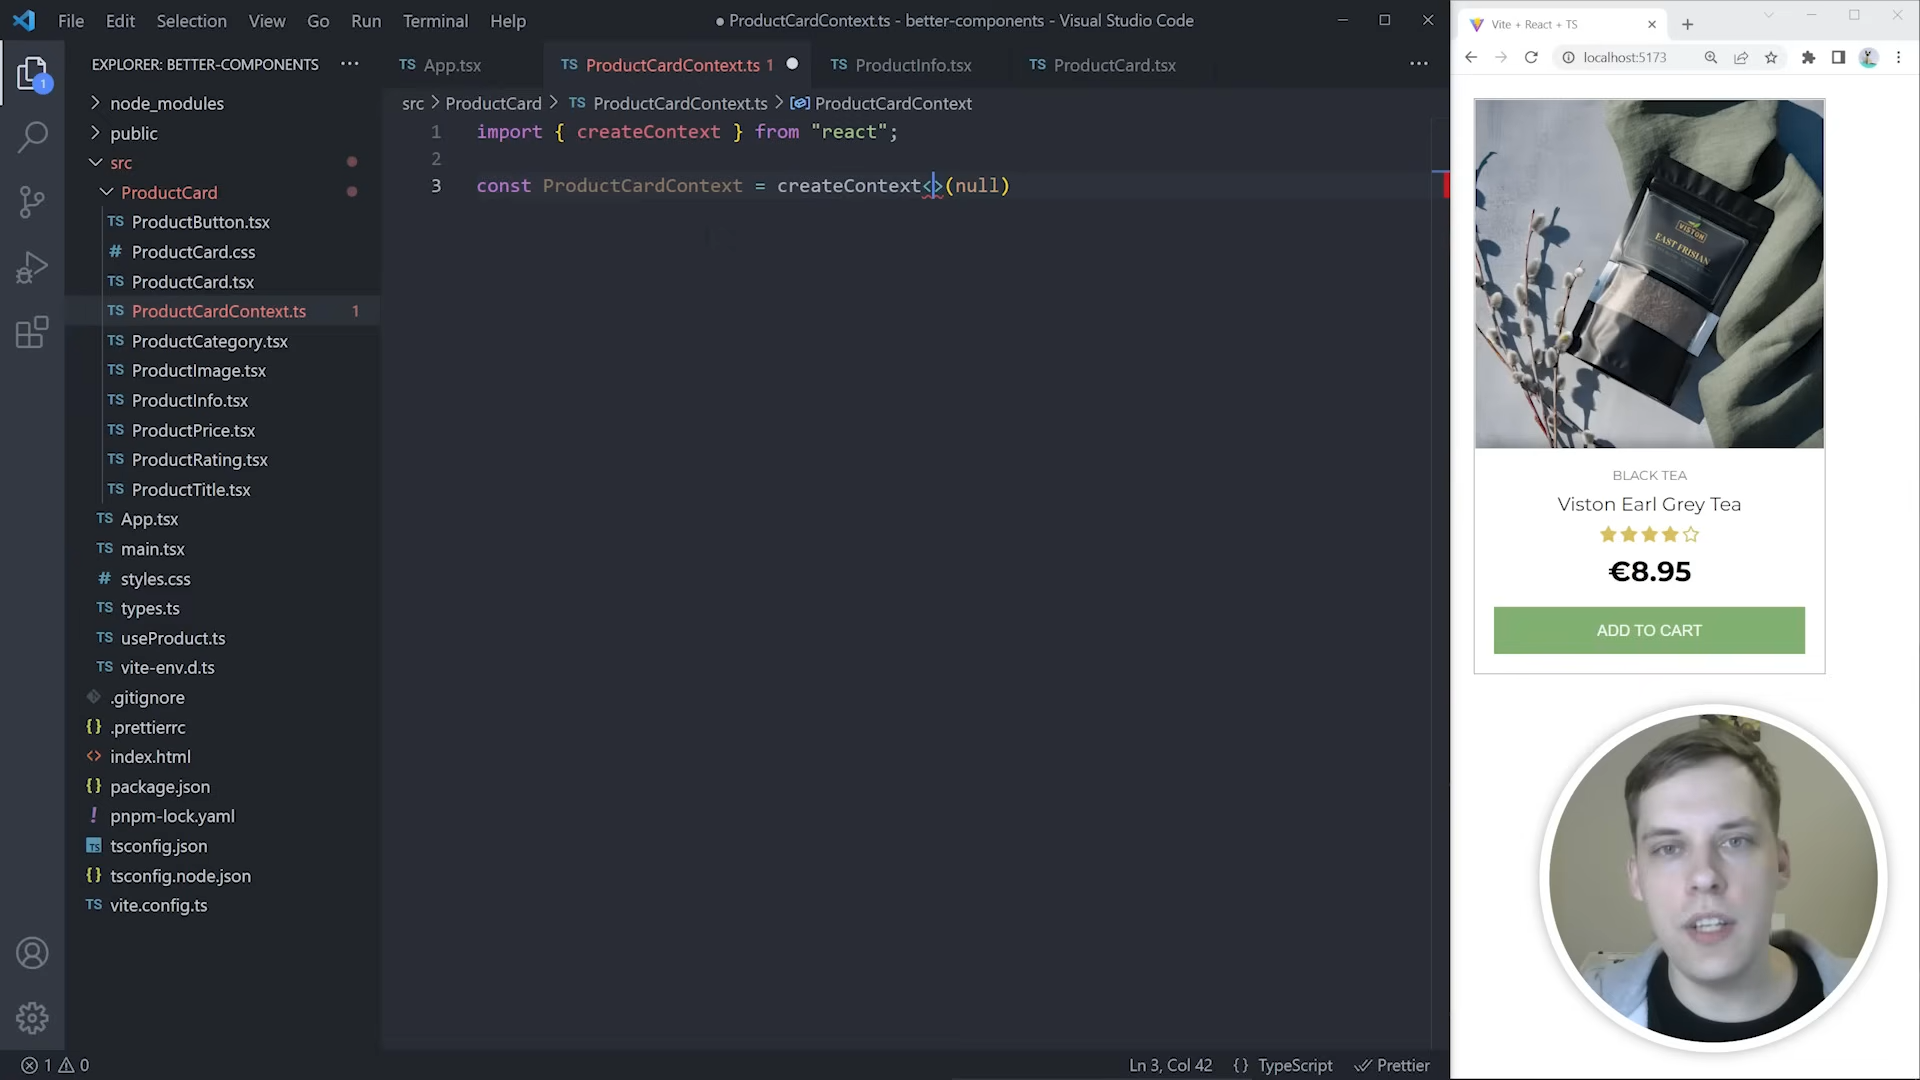 File Edit Selection View Go Run Terminal Help
● ProductCardContext.ts - better-components - Visual Studio Code
EXPLORER: BETTER-COMPONENTS
node_modules
public
src
ProductCard
TS ProductButton.tsx
# ProductCard.css
TS ProductCard.tsx
TS ProductCardContext.ts 1
TS ProductCategory.tsx
TS ProductImage.tsx
TS ProductInfo.tsx
TS ProductPrice.tsx
TS ProductRating.tsx
TS ProductTitle.tsx
TS App.tsx
TS main.tsx
# styles.css
TS types.ts
TS useProduct.ts
TS vite-env.d.ts
.gitignore
{} .prettierrc
<> index.html
{} package.json
! pnpm-lock.yaml
TS tsconfig.json
{} tsconfig.node.json
TS vite.config.ts
1
TS App.tsx
TS ProductCardContext.ts 1
TS ProductInfo.tsx
TS ProductCard.tsx
src > ProductCard > TS ProductCardContext.ts > ProductCardContext
1 import { createContext } from "react";
2
3 const ProductCardContext = createContext<>(null)
1 0
Ln 3, Col 42 {} TypeScript Prettier
Vite + React + TS
localhost:5173
VISTON
EAST FRISIAN
BLACK TEA
Viston Earl Grey Tea
€8.95
ADD TO CART